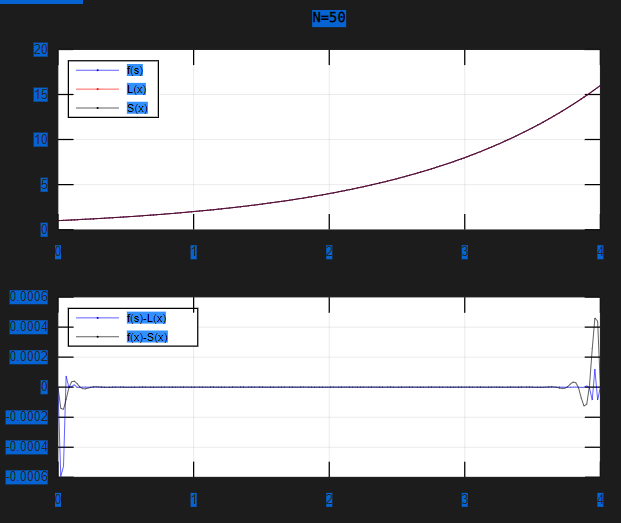 N=50
20
15
10
5
0
f(s)
L(x)
S(x)
0 1 2 3 4
0.0006
0.0004
0.0002
0
-0.0002
-0.0004
-0.0006
f(s)-L(x)
f(x)-S(x)
0 1 2 3 4